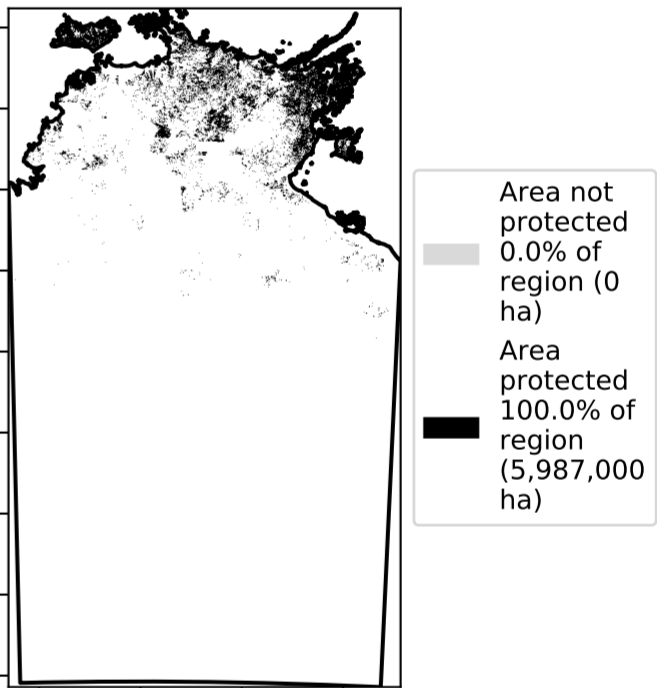 Area not
protected
0.0% of
region (0
ha)
Area
protected
100.0% of
region
(5,987,000
ha)